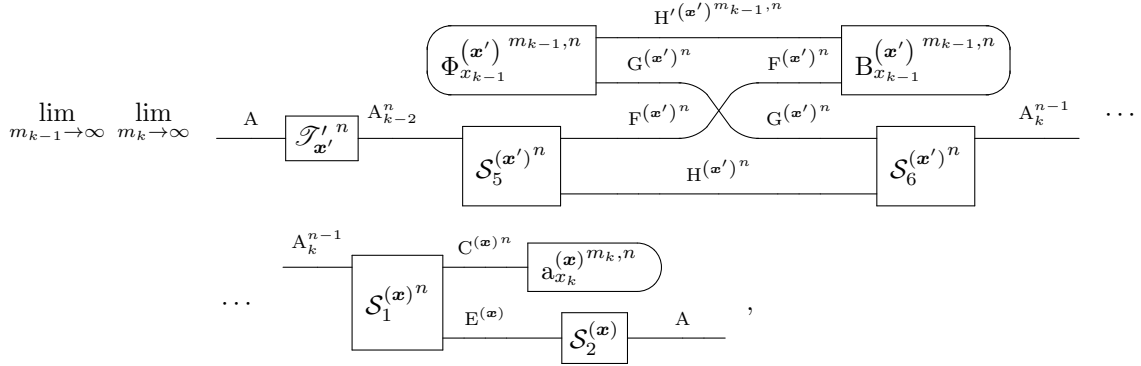 H′^{(𝒙′)^{m_{k−1},n}}
Φ_{x_{k−1}}^{(𝒙′)^{m_{k−1},n}} G^{(𝒙′)^n} F^{(𝒙′)^n} B_{x_{k−1}}^{(𝒙′)^{m_{k−1},n}}
lim_{m_{k−1}→∞} lim_{m_k→∞} A 𝒯′_{𝒙′}^n A_{k−2}^n F^{(𝒙′)^n} G^{(𝒙′)^n} A_k^{n−1} ⋯
𝒮_5^{(𝒙′)^n} H^{(𝒙′)^n} 𝒮_6^{(𝒙′)^n}
A_k^{n−1} C^{(𝒙)^n} a_{x_k}^{(𝒙)^{m_k,n}}
⋯ 𝒮_1^{(𝒙)^n}
E^{(𝒙)} 𝒮_2^{(𝒙)} A ,